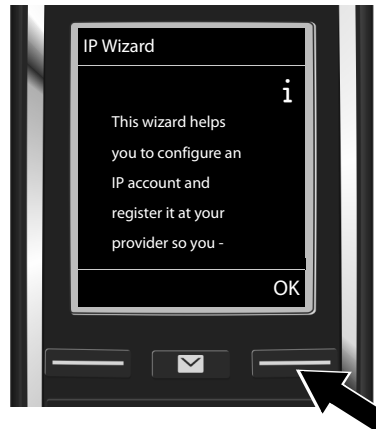 IP Wizard
i
This wizard helps
you to configure an
IP account and
register it at your
provider so you -
OK